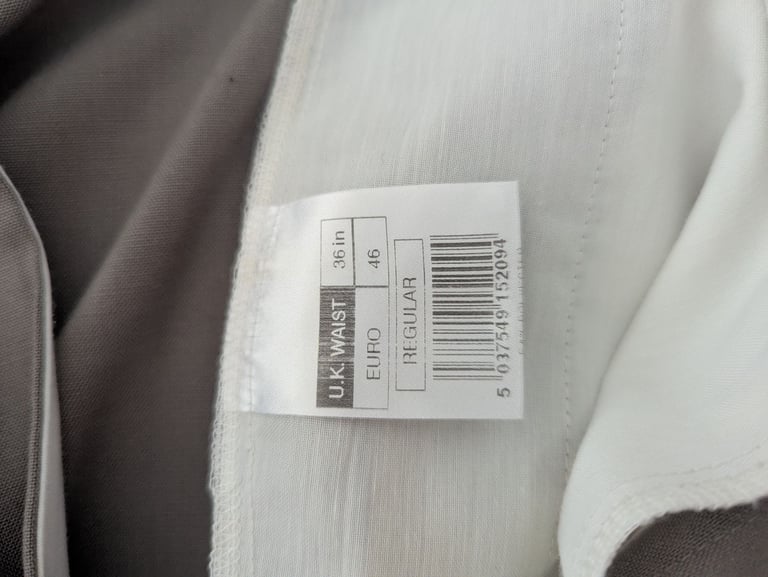 U.K. WAIST 36 in
EURO 46
REGULAR
5 037549 152094